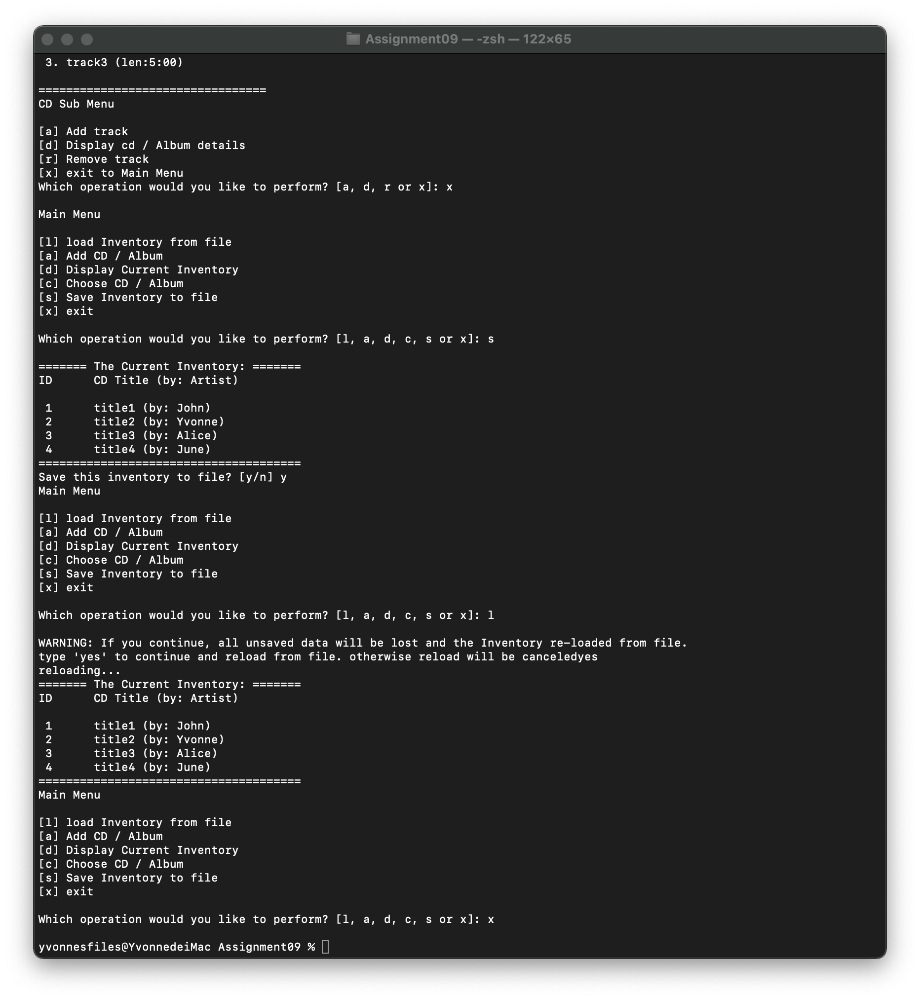 Assignment09 — -zsh — 122×65
 3. track3 (len:5:00)

=================================
CD Sub Menu

[a] Add track
[d] Display cd / Album details
[r] Remove track
[x] exit to Main Menu
Which operation would you like to perform? [a, d, r or x]: x

Main Menu

[l] load Inventory from file
[a] Add CD / Album
[d] Display Current Inventory
[c] Choose CD / Album
[s] Save Inventory to file
[x] exit

Which operation would you like to perform? [l, a, d, c, s or x]: s

======= The Current Inventory: =======
ID      CD Title (by: Artist)

 1      title1 (by: John)
 2      title2 (by: Yvonne)
 3      title3 (by: Alice)
 4      title4 (by: June)
======================================
Save this inventory to file? [y/n] y
Main Menu

[l] load Inventory from file
[a] Add CD / Album
[d] Display Current Inventory
[c] Choose CD / Album
[s] Save Inventory to file
[x] exit

Which operation would you like to perform? [l, a, d, c, s or x]: l

WARNING: If you continue, all unsaved data will be lost and the Inventory re-loaded from file.
type 'yes' to continue and reload from file. otherwise reload will be canceledyes
reloading...
======= The Current Inventory: =======
ID      CD Title (by: Artist)

 1      title1 (by: John)
 2      title2 (by: Yvonne)
 3      title3 (by: Alice)
 4      title4 (by: June)
======================================
Main Menu

[l] load Inventory from file
[a] Add CD / Album
[d] Display Current Inventory
[c] Choose CD / Album
[s] Save Inventory to file
[x] exit

Which operation would you like to perform? [l, a, d, c, s or x]: x

yvonnesfiles@YvonnedeiMac Assignment09 %